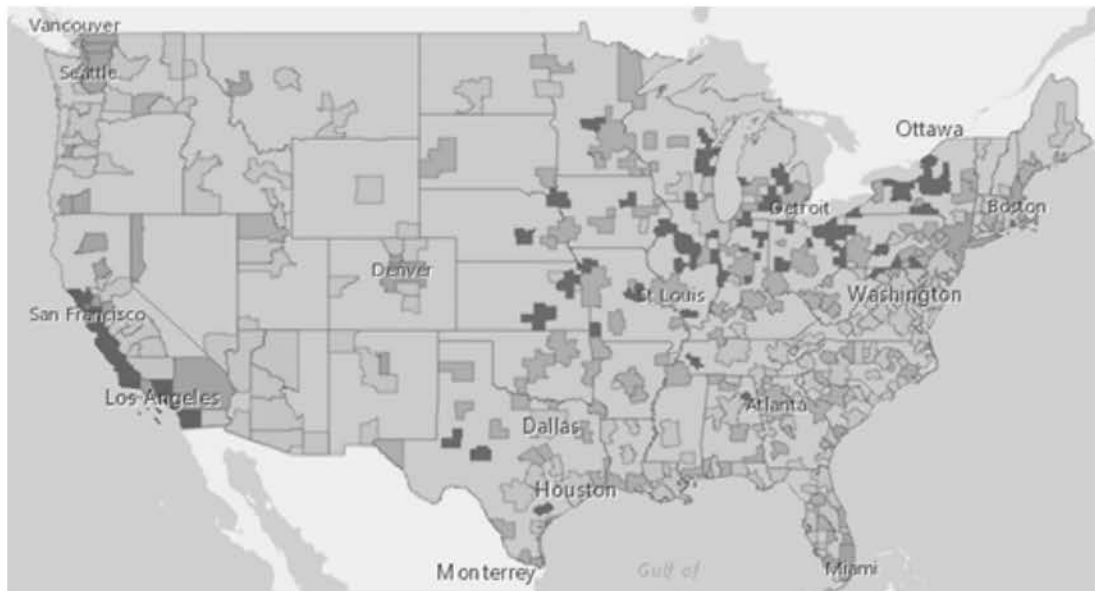 Vancouver
Seattle
Ottawa
Detroit
Boston
Denver
San Francisco
St Louis
Washington
Los Angeles
Atlanta
Dallas
Houston
Miami
Monterrey
Gulf of